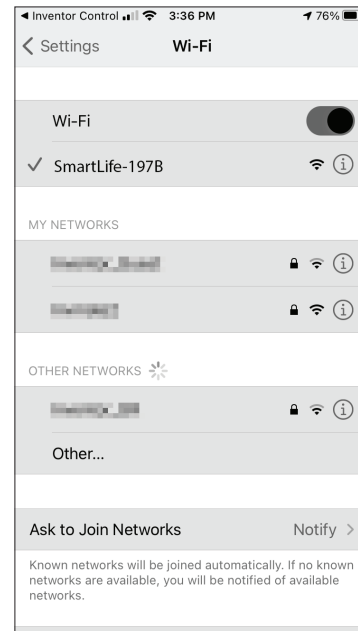 Inventor Control 3:36 PM 76%
Settings Wi-Fi
Wi-Fi
SmartLife-197B
MY NETWORKS
OTHER NETWORKS
Other...
Ask to Join Networks Notify
Known networks will be joined automatically. If no known
networks are available, you will be notified of available
networks.